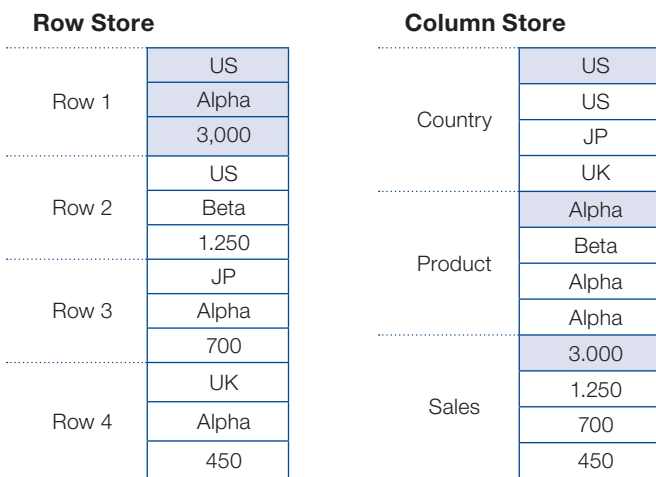 Row Store
Row 1
US
Alpha
3,000
Row 2
US
Beta
1.250
Row 3
JP
Alpha
700
Row 4
UK
Alpha
450
Column Store
Country
US
US
JP
UK
Product
Alpha
Beta
Alpha
Alpha
Sales
3.000
1.250
700
450